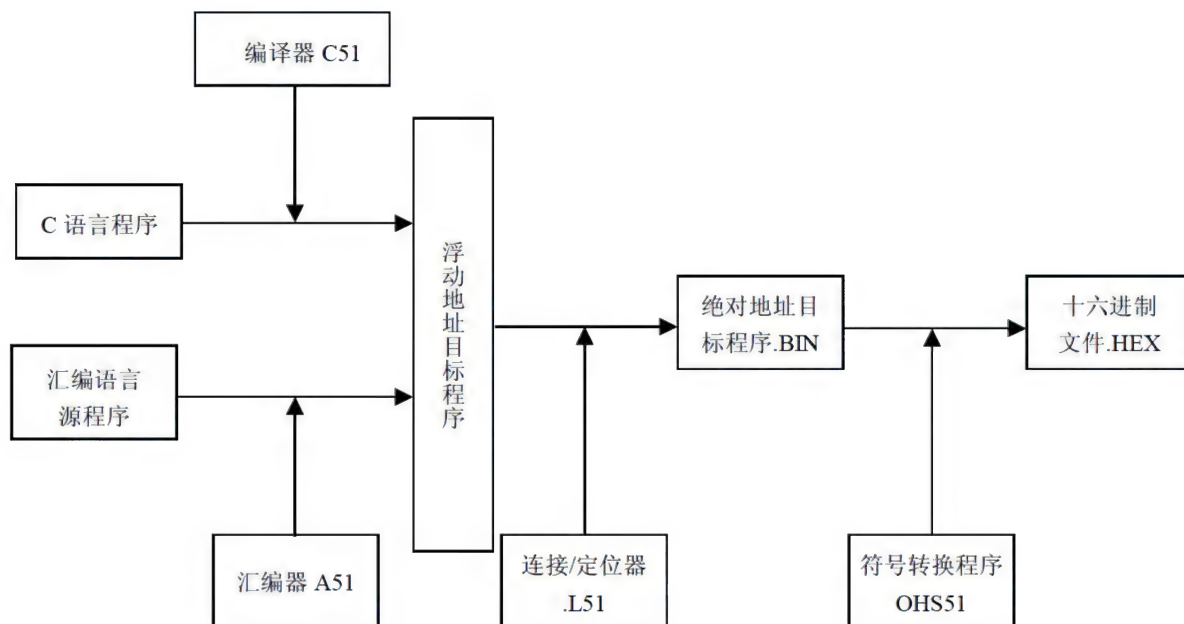 编译器 C51
C 语言程序
浮动地址目标程序
绝对地址目
标程序.BIN
十六进制
文件.HEX
汇编语言
源程序
汇编器 A51
连接/定位器
.L51
符号转换程序
OHS51